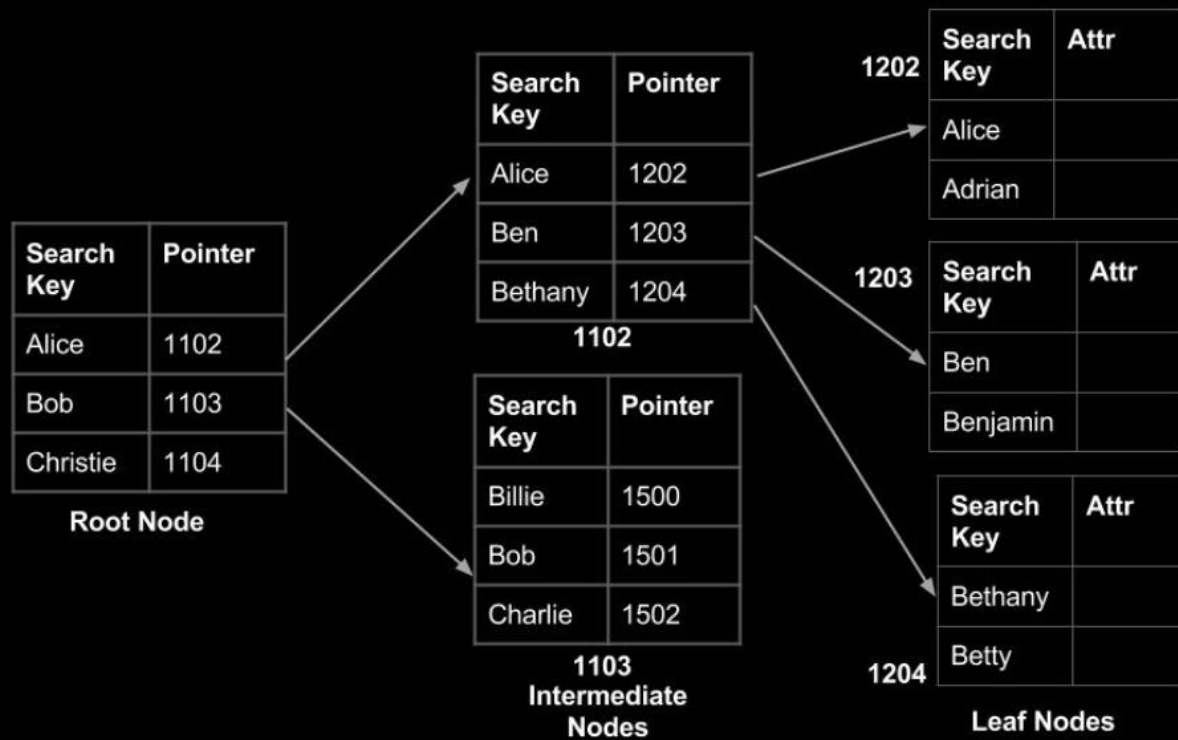 Search Key Pointer
Alice 1102
Bob 1103
Christie 1104
Root Node
Search Key Pointer
Alice 1202
Ben 1203
Bethany 1204
1102
Search Key Pointer
Billie 1500
Bob 1501
Charlie 1502
1103
Intermediate
Nodes
1202
Search Key Attr
Alice
Adrian
1203
Search Key Attr
Ben
Benjamin
Search Key Attr
Bethany
Betty
1204
Leaf Nodes